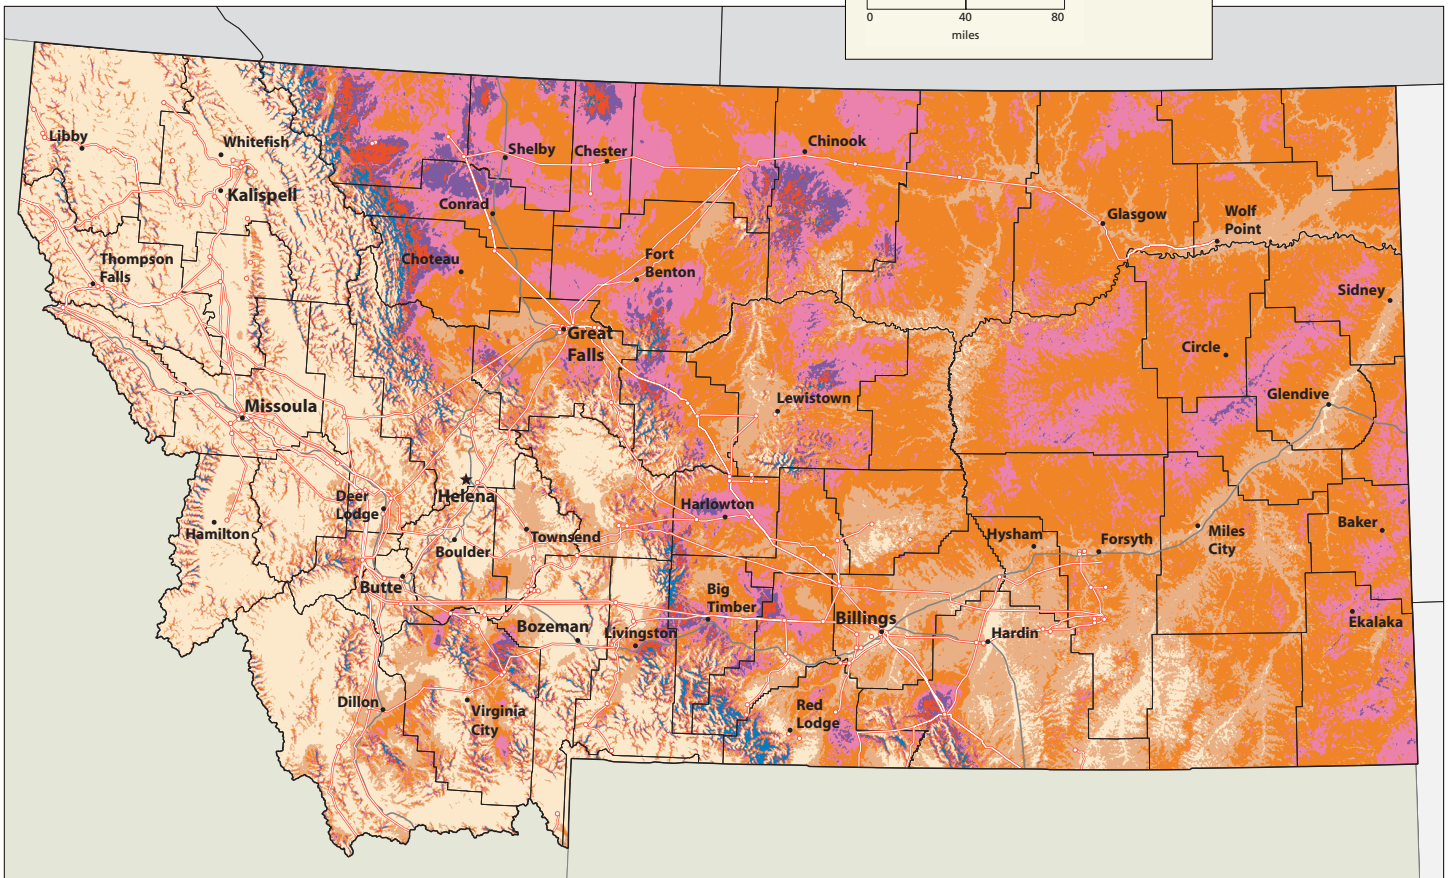 0 40 80
miles
Libby
Whitefish
Kalispell
Shelby
Chester
Chinook
Conrad
Glasgow
Wolf
Point
Thompson
Falls
Choteau
Fort
Benton
Sidney
Great
Falls
Circle
Glendive
Missoula
Lewistown
Helena
Deer
Lodge
Harlowton
Hamilton
Boulder
Townsend
Hysham
Forsyth
Miles
City
Baker
Butte
Big
Timber
Bozeman
Livingston
Billings
Hardin
Ekalaka
Dillon
Virginia
City
Red
Lodge